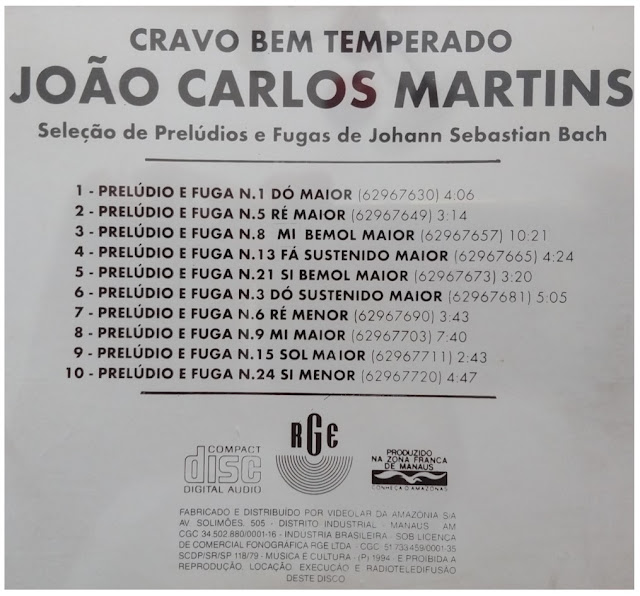 CRAVO BEM TEMPERADO
JOÃO CARLOS MARTINS
Seleção de Prelúdios e Fugas de Johann Sebastian Bach
1 - PRELÚDIO E FUGA N.1 DÓ MAIOR (62967630) 4:06
2 - PRELÚDIO E FUGA N.5 RÉ MAIOR (62967649) 3:14
3 - PRELÚDIO E FUGA N.8 MI BEMOL MAIOR (62967657) 10:21
4 - PRELÚDIO E FUGA N.13 FÁ SUSTENIDO MAIOR (62967665) 4:24
5 - PRELÚDIO E FUGA N.21 SI BEMOL MAIOR (62967673) 3:20
6 - PRELÚDIO E FUGA N.3 DÓ SUSTENIDO MAIOR (62967681) 5:05
7 - PRELÚDIO E FUGA N.6 RÉ MENOR (62967690) 3:43
8 - PRELÚDIO E FUGA N.9 MI MAIOR (62967703) 7:40
9 - PRELÚDIO E FUGA N.15 SOL MAIOR (62967711) 2:43
10 - PRELÚDIO E FUGA N.24 SI MENOR (62967720) 4:47
COMPACT
disc
DIGITAL AUDIO
RGE
PRODUZIDO
NA ZONA FRANCA
DE MANAUS
CONHEÇA O AMAZONAS
FABRICADO E DISTRIBUIDO POR VIDEOLAR DA AMAZÔNIA S/A
AV SOLIMÕES, 505 - DISTRITO INDUSTRIAL - MANAUS - AM
CGC 34.502.880/0001-16 - INDUSTRIA BRASILEIRA - SOB LICENÇA
DE COMERCIAL FONOGRÁFICA RGE LTDA - CGC 51733459/0001-35
SCDP/SR/SP 118/79 - MUSICA E CULTURA - (P) 1994 - E PROIBIDA A
REPRODUÇÃO, LOCAÇÃO, EXECUÇÃO E RADIOTELEDIFUSÃO
DESTE DISCO.